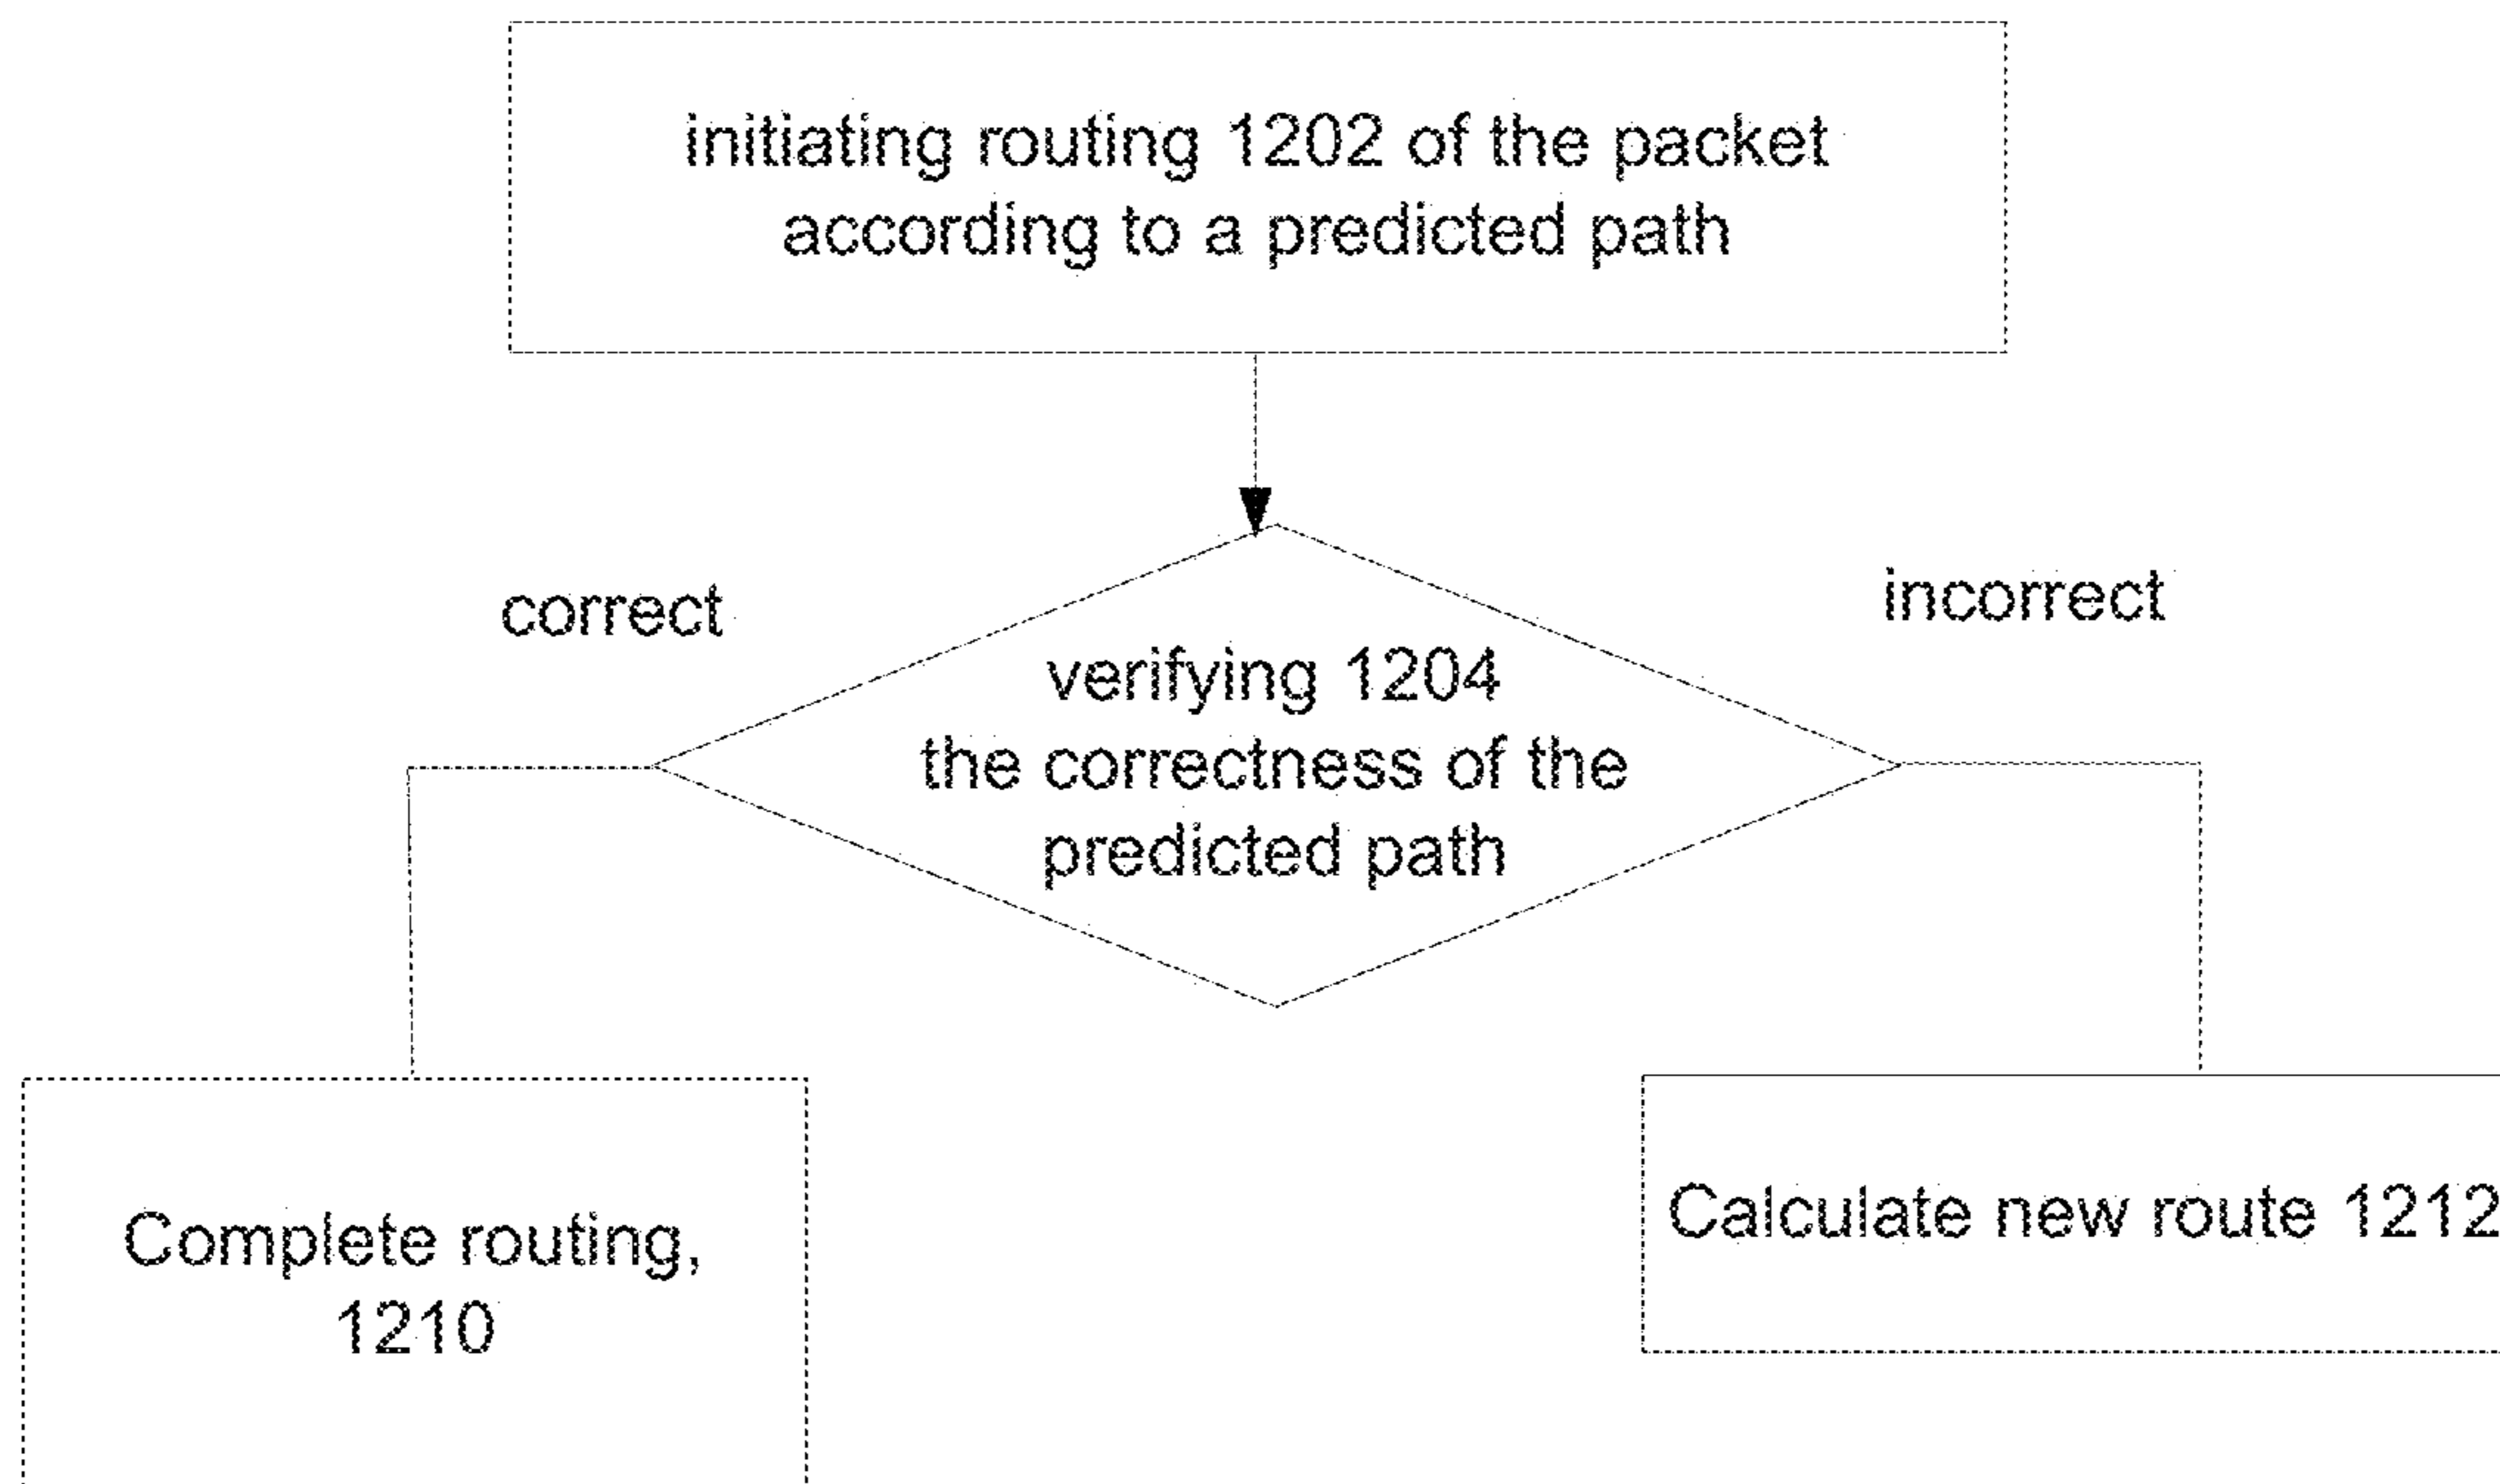 initiating routing 1202 of the packet
according to a predicted path
correct
incorrect
verifying 1204
the correctness of the
predicted path
Complete routing,
1210
Calculate new route 1212